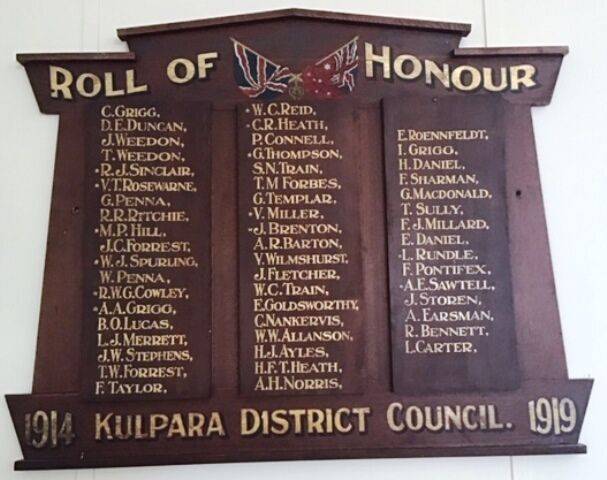 ROLL OF HONOUR
C. GRIGG,
D. E. DUNCAN,
J. WEEDON,
T. WEEDON,
• R. J. SINCLAIR,
• V. T. ROSEWARNE,
G. PENNA,
R. R. RITCHIE,
• M. P. HILL,
J. C. FORREST,
• W. J. SPURLING,
W. PENNA,
• R. W. G. COWLEY,
• A. A. GRIGG,
B. O. LUCAS,
L. J. MERRETT,
J. W. STEPHENS,
T. W. FORREST,
F. TAYLOR,
• W. C. REID,
• C. R. HEATH,
P. CONNELL,
• G. THOMPSON,
S. N. TRAIN,
T. M FORBES,
G. TEMPLAR,
• V. MILLER,
• J. BRENTON,
A. R. BARTON,
V. WILMSHURST,
J. FLETCHER,
W. C. TRAIN,
E. GOLDSWORTHY,
C. NANKERVIS,
W. W. ALLANSON,
H. J. AYLES,
H. F. T. HEATH,
A. H. NORRIS,
E. ROENNFELDT,
I. GRIGG,
H. DANIEL,
F. SHARMAN,
G. MACDONALD,
T. SULLY,
F. J. MILLARD,
E. DANIEL,
• L. RUNDLE,
F. PONTIFEX,
• A. E. SAWTELL,
J. STOREN,
A. EARSMAN,
R. BENNETT,
L. CARTER,
1914 KULPARA DISTRICT COUNCIL. 1919